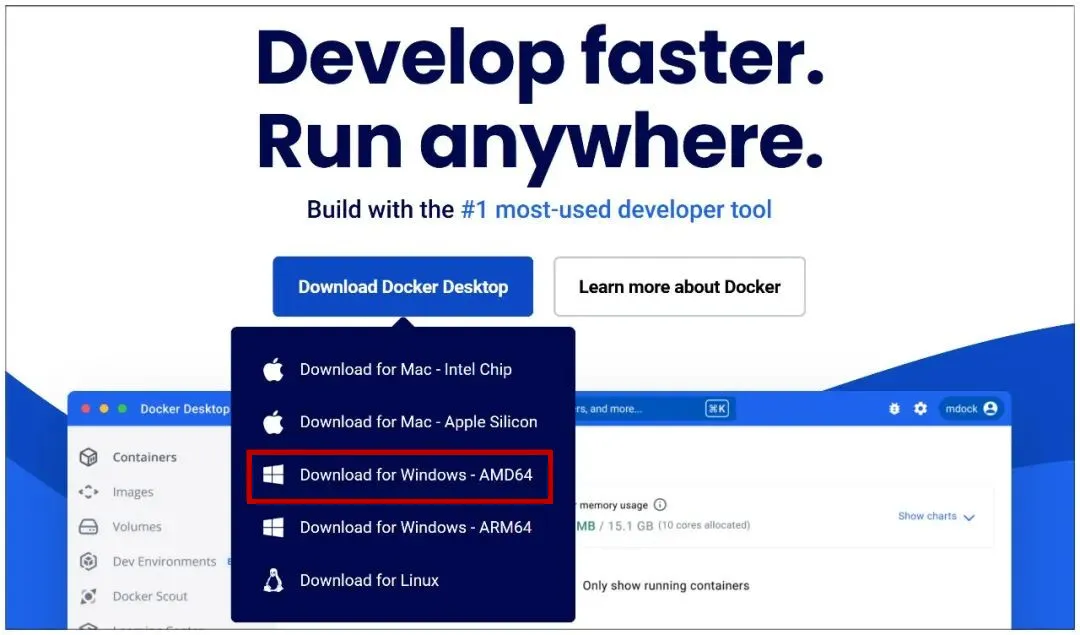 Develop faster.
Run anywhere.
Build with the #1 most-used developer tool
Download Docker Desktop
Learn more about Docker
Download for Mac - Intel Chip
Download for Mac - Apple Silicon
Download for Windows - AMD64
Download for Windows - ARM64
Download for Linux
Docker Desktop
and more...
⌘K
mdock
Containers
Images
Volumes
Dev Environments
Docker Scout
memory usage
MB / 15.1 GB (10 cores allocated)
Show charts
Only show running containers